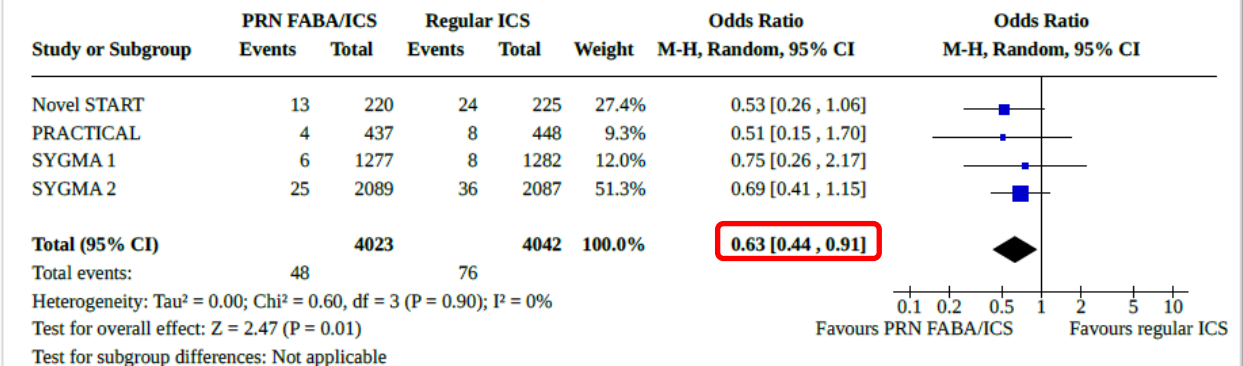 PRN FABA/ICS Regular ICS Odds Ratio Odds Ratio
Study or Subgroup Events Total Events Total Weight M-H, Random, 95% CI M-H, Random, 95% CI
Novel START 13 220 24 225 27.4% 0.53 [0.26 , 1.06]
PRACTICAL 4 437 8 448 9.3% 0.51 [0.15 , 1.70]
SYGMA 1 6 1277 8 1282 12.0% 0.75 [0.26 , 2.17]
SYGMA 2 25 2089 36 2087 51.3% 0.69 [0.41 , 1.15]
Total (95% CI) 4023 4042 100.0% 0.63 [0.44 , 0.91]
Total events: 48 76
Heterogeneity: Tau² = 0.00; Chi² = 0.60, df = 3 (P = 0.90); I² = 0%
0.1 0.2 0.5 1 2 5 10
Test for overall effect: Z = 2.47 (P = 0.01) Favours PRN FABA/ICS Favours regular ICS
Test for subgroup differences: Not applicable